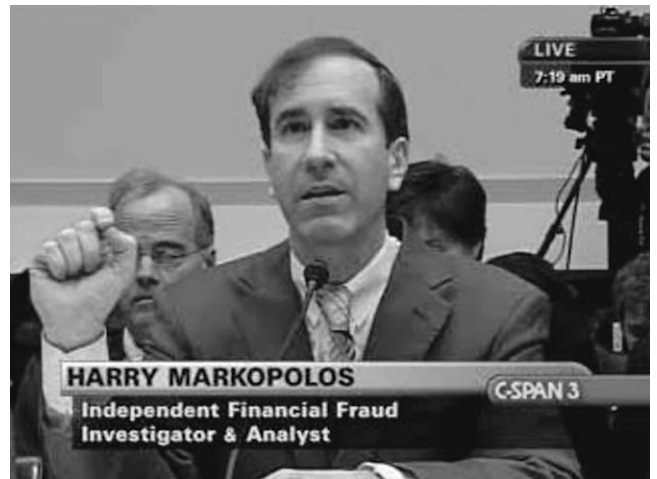 LIVE
7:19 am PT
HARRY MARKOPOLOS
C-SPAN 3
Independent Financial Fraud
Investigator & Analyst